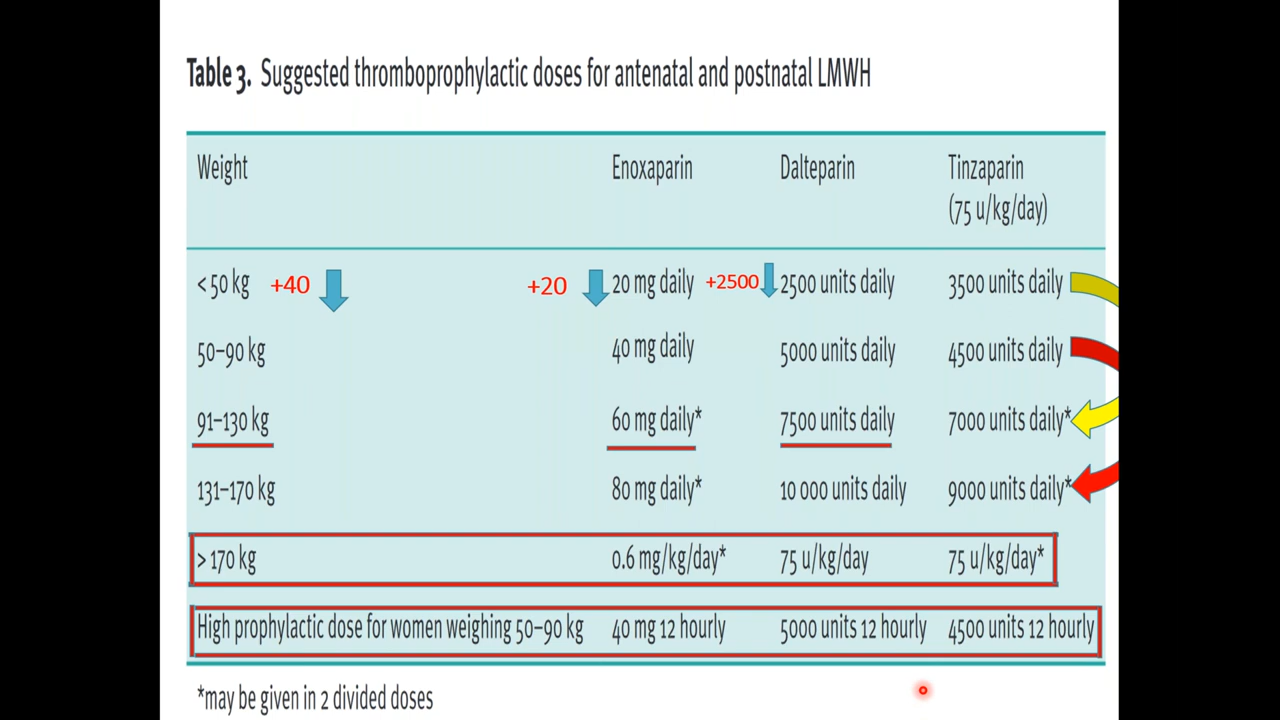 Table 3. Suggested thromboprophylactic doses for antenatal and postnatal LMWH
Weight Enoxaparin Dalteparin Tinzaparin
(75 u/kg/day)
< 50 kg +40 +20 20 mg daily +2500 2500 units daily 3500 units daily
50–90 kg 40 mg daily 5000 units daily 4500 units daily
91–130 kg 60 mg daily* 7500 units daily 7000 units daily*
131–170 kg 80 mg daily* 10 000 units daily 9000 units daily*
> 170 kg 0.6 mg/kg/day* 75 u/kg/day 75 u/kg/day*
High prophylactic dose for women weighing 50–90 kg 40 mg 12 hourly 5000 units 12 hourly 4500 units 12 hourly
*may be given in 2 divided doses